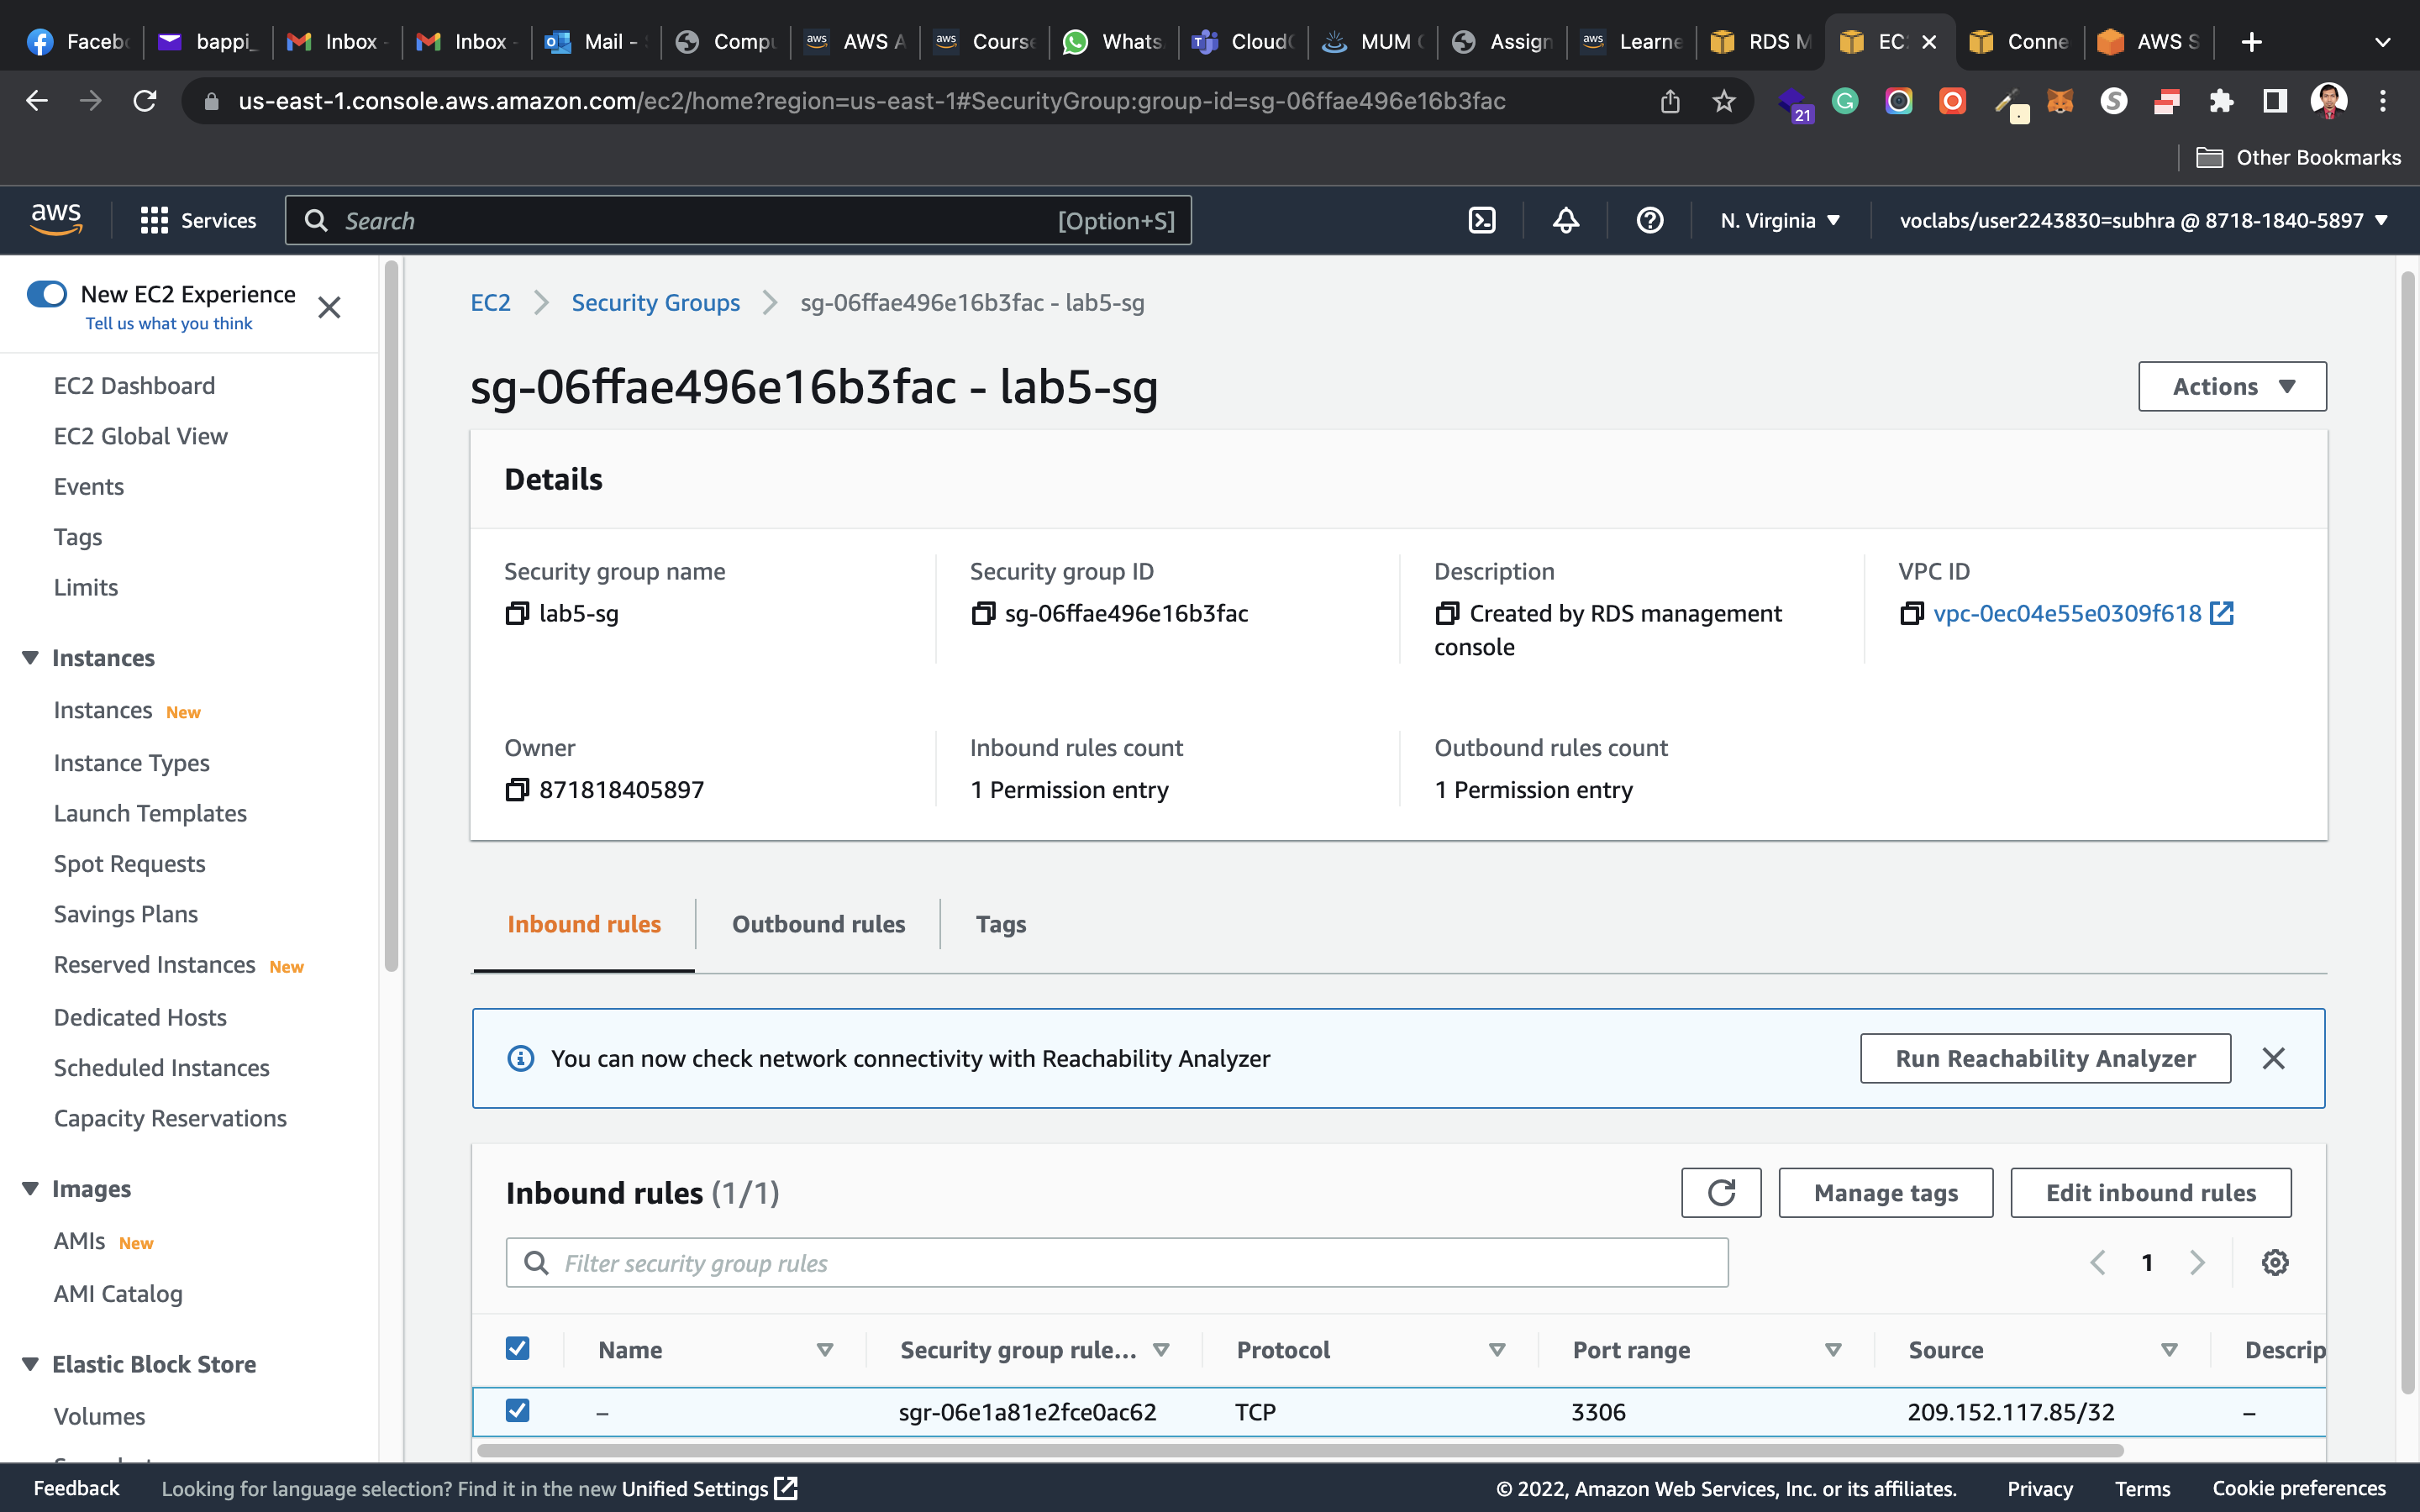 Faceb
bappi_
Inbox -
Inbox -
Mail -
Compu
aws AWS A
aws Course
Whats
Cloud
MUM
Assign
aws Learne
RDS M
EC
Conne
AWS S
us-east-1.console.aws.amazon.com/ec2/home?region=us-east-1#SecurityGroup:group-id=sg-06ffae496e16b3fac
21
Other Bookmarks
aws
Services
Search [Option+S]
N. Virginia
voclabs/user2243830=subhra @ 8718-1840-5897
New EC2 Experience
Tell us what you think
EC2 Dashboard
EC2 Global View
Events
Tags
Limits
Instances
Instances New
Instance Types
Launch Templates
Spot Requests
Savings Plans
Reserved Instances New
Dedicated Hosts
Scheduled Instances
Capacity Reservations
Images
AMIs New
AMI Catalog
Elastic Block Store
Volumes
EC2 > Security Groups > sg-06ffae496e16b3fac - lab5-sg
sg-06ffae496e16b3fac - lab5-sg
Actions
Details
Security group name
lab5-sg
Security group ID
sg-06ffae496e16b3fac
Description
Created by RDS management
console
VPC ID
vpc-0ec04e55e0309f618
Owner
871818405897
Inbound rules count
1 Permission entry
Outbound rules count
1 Permission entry
Inbound rules
Outbound rules
Tags
You can now check network connectivity with Reachability Analyzer
Run Reachability Analyzer
Inbound rules (1/1)
Manage tags
Edit inbound rules
Filter security group rules
1
Name Security group rule... Protocol Port range Source Descrip
– sgr-06e1a81e2fce0ac62 TCP 3306 209.152.117.85/32 –
Feedback
Looking for language selection? Find it in the new Unified Settings
© 2022, Amazon Web Services, Inc. or its affiliates.
Privacy
Terms
Cookie preferences